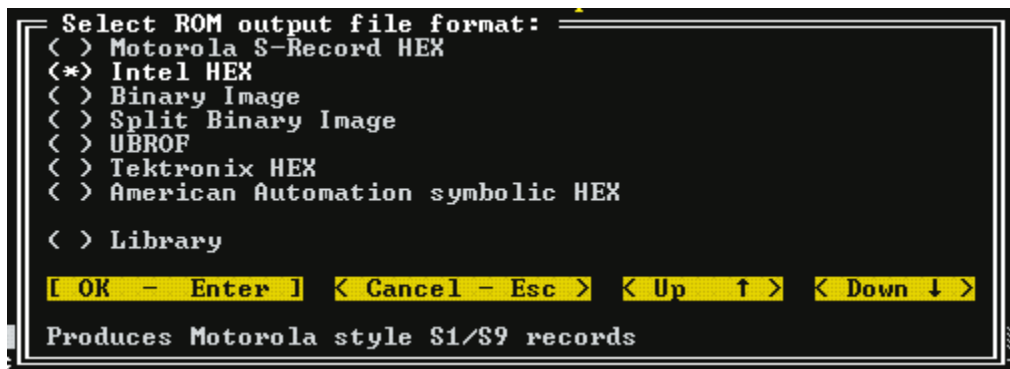 Select ROM output file format:
( ) Motorola S-Record HEX
(*) Intel HEX
( ) Binary Image
( ) Split Binary Image
( ) UBROF
( ) Tektronix HEX
( ) American Automation symbolic HEX
( ) Library
[ OK - Enter ] < Cancel - Esc > < Up ↑ > < Down ↓ >
Produces Motorola style S1/S9 records